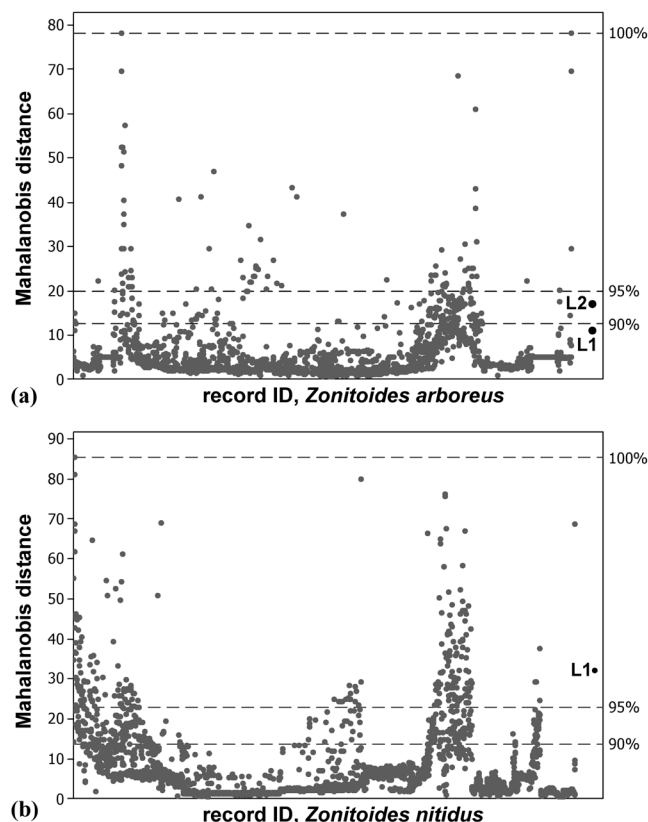 80
100%
70
60
50
40
30
20
95%
L2
10
90%
L1
0
Mahalanobis distance
(a)
record ID, Zonitoides arboreus
90
100%
80
70
60
50
40
30
L1
20
95%
10
90%
0
Mahalanobis distance
(b)
record ID, Zonitoides nitidus